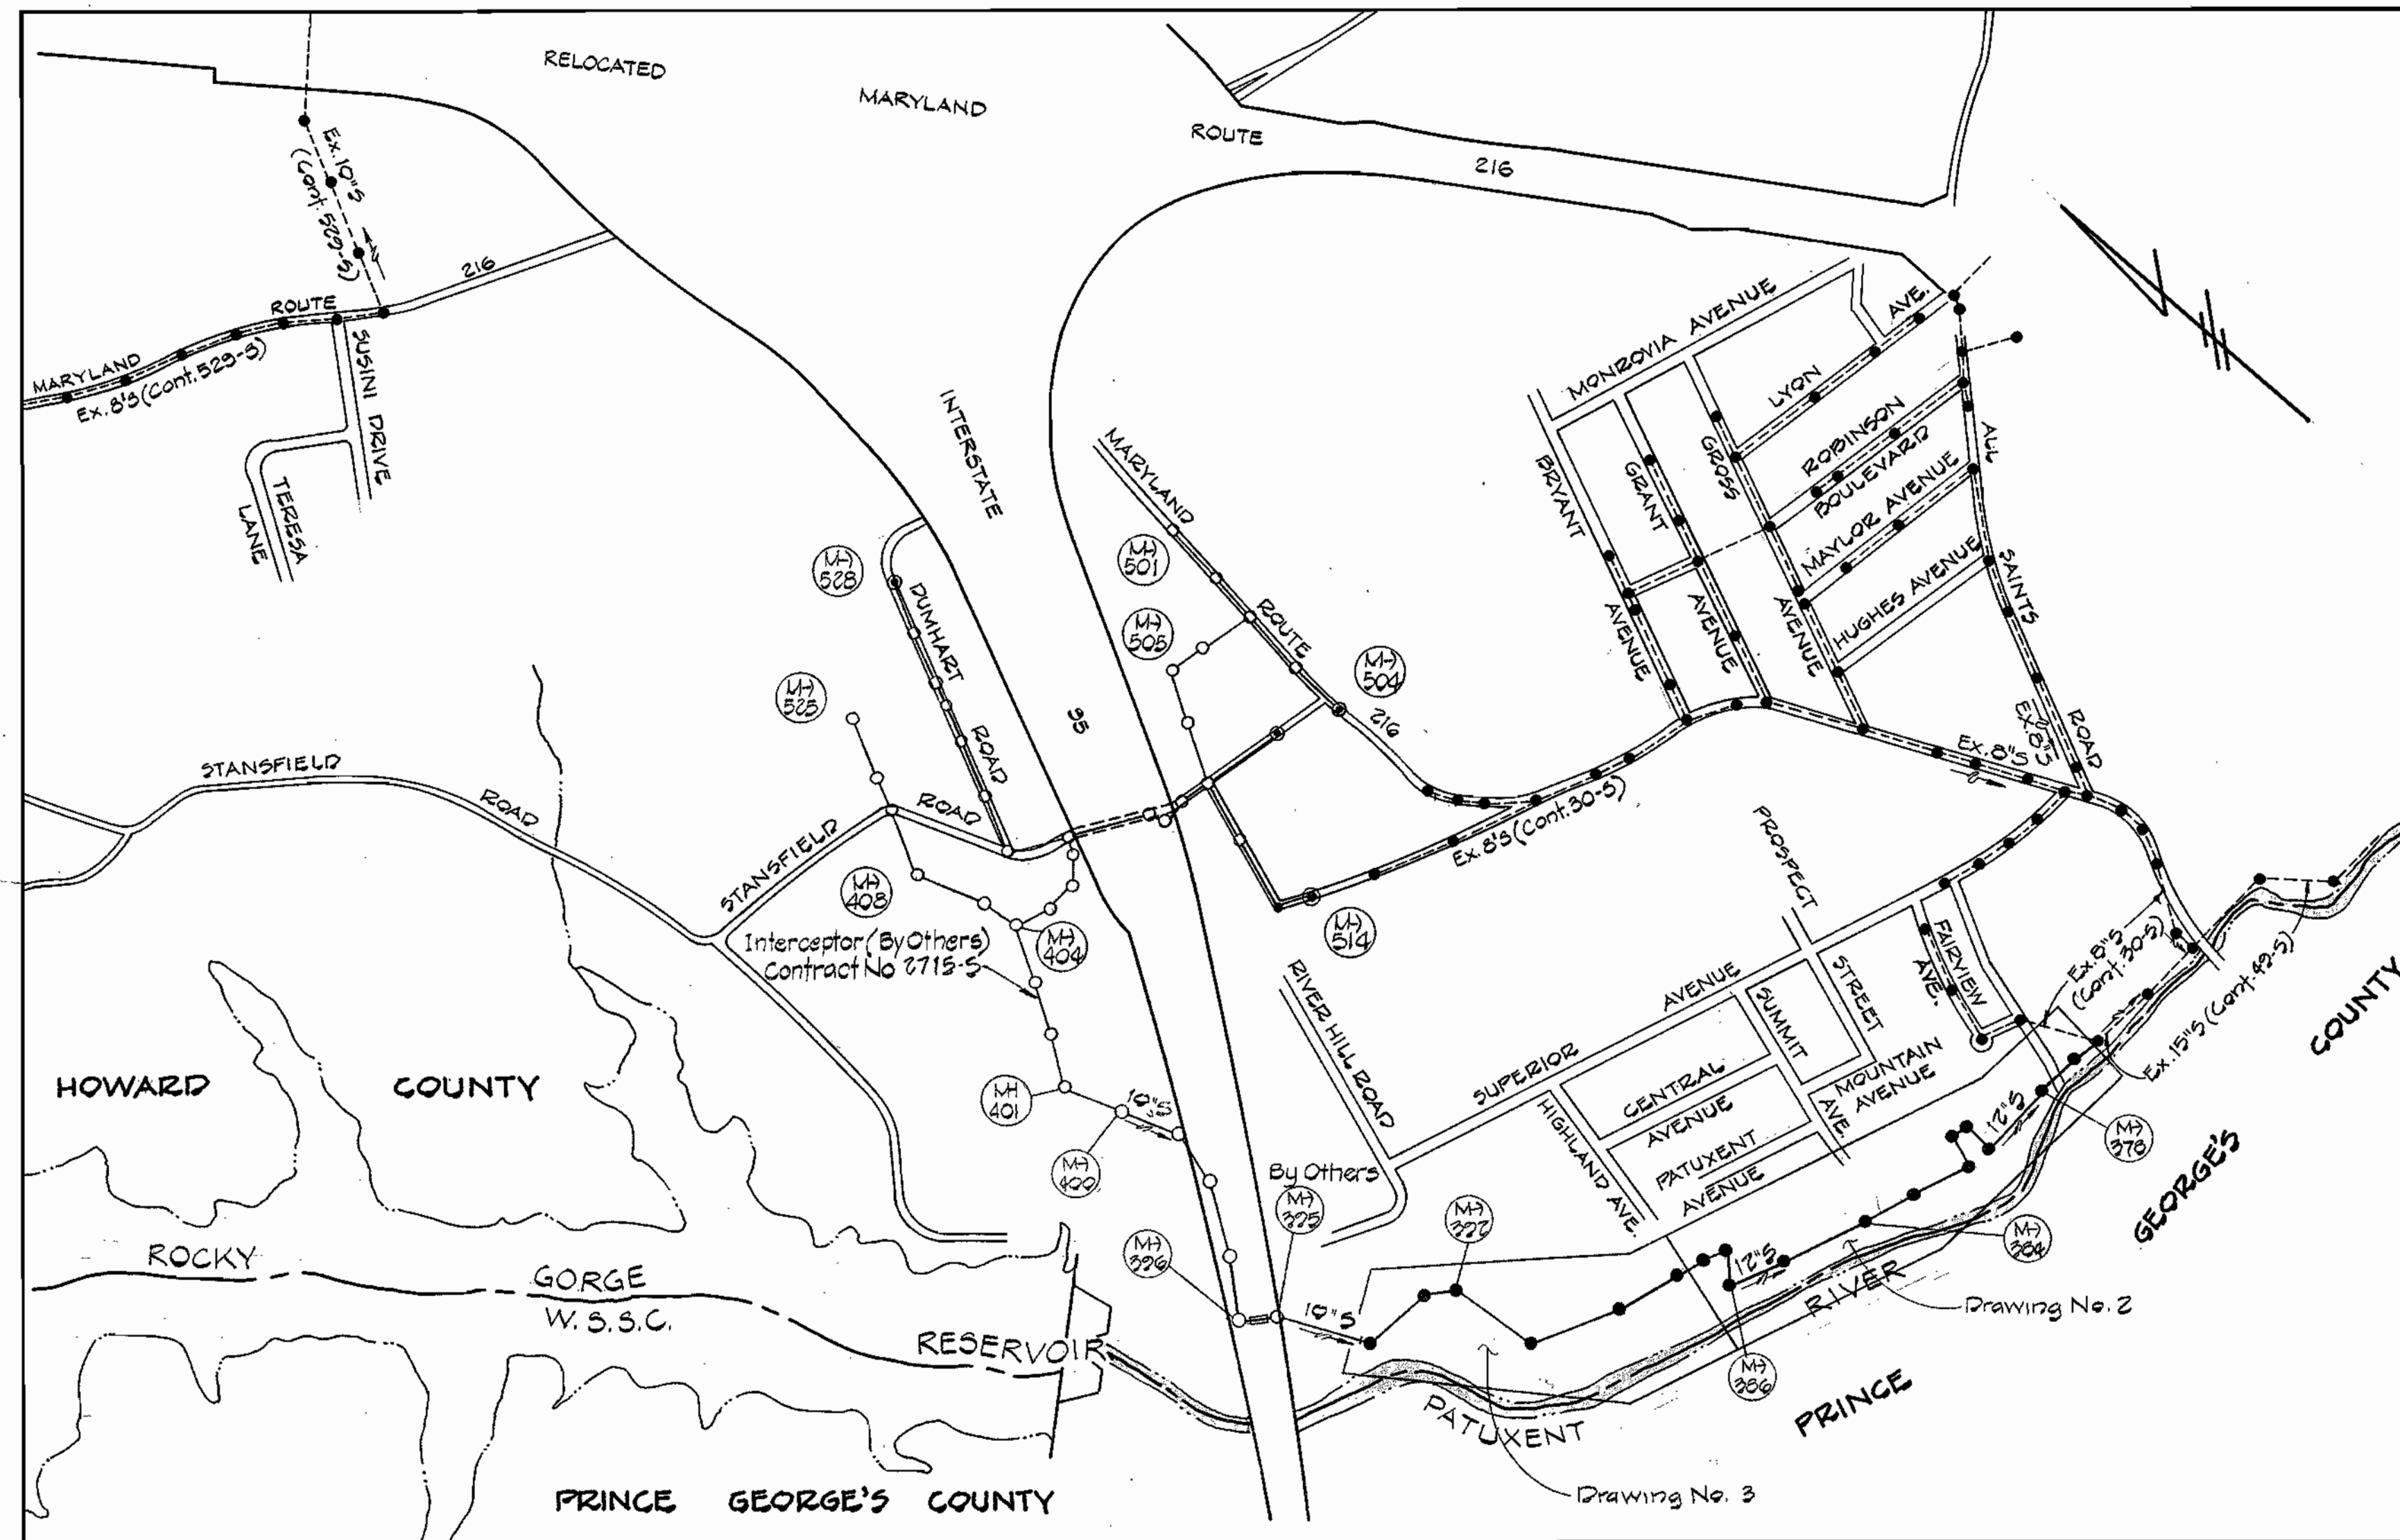 RELOCATED
MARYLAND
ROUTE
216
Ex. 10"S
(Cont. 529-S)
216
ROUTE
MARYLAND
Ex. 8"S (Cont. 529-S)
SUSINI DRIVE
TERESA
LANE
INTERSTATE
95
MARYLAND
ROUTE
216
MH
501
MH
505
MH
504
MH
528
MH
525
DUMHART
ROAD
MONROVIA AVENUE
LYON
AVE.
ROBINSON
BOULEVARD
MAYLOR AVENUE
HUGHES AVENUE
BRYANT
AVENUE
GRANT
AVENUE
GROSS
AVENUE
ALL
SAINTS
ROAD
Ex. 8"S
Ex. 8"S
Ex. 8"S (Cont. 30-S)
STANSFIELD
ROAD
STANSFIELD
ROAD
MH
408
MH
404
Interceptor (By Others)
Contract No 2715-S
MH
514
PROSPECT
STREET
FAIRVIEW
AVE.
Ex. 8"S
(Cont. 30-S)
Ex. 15"S (Cont. 49-S)
RIVER HILL ROAD
SUPERIOR
AVENUE
SUMMIT
AVE.
MOUNTAIN
AVENUE
CENTRAL
AVENUE
PATUXENT
AVENUE
HIGHLAND AVE.
HOWARD
COUNTY
MH
401
10"S
MH
400
By Others
MH
395
MH
396
10"S
MH
392
12"S
MH
386
MH
384
12"S
MH
378
ROCKY
GORGE
W. S. S. C.
RESERVOIR
PATUXENT
RIVER
Drawing No. 2
Drawing No. 3
PRINCE
GEORGE'S
COUNTY
PRINCE GEORGE'S COUNTY